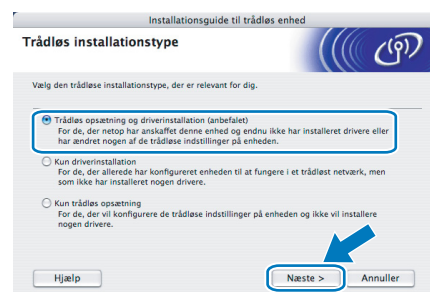 Installationsguide til trådløs enhed
Trådløs installationstype
Vælg den trådløse installationstype, der er relevant for dig.
Trådløs opsætning og driverinstallation (anbefalet)
For de, der netop har anskaffet denne enhed og endnu ikke har installeret drivere eller
har ændret nogen af de trådløse indstillinger på enheden.
Kun driverinstallation
For de, der allerede har konfigureret enheden til at fungere i et trådløst netværk, men
som ikke har installeret nogen drivere.
Kun trådløs opsætning
For de, der vil konfigurere de trådløse indstillinger på enheden og ikke vil installere
nogen drivere.
Hjælp
Næste >
Annuller